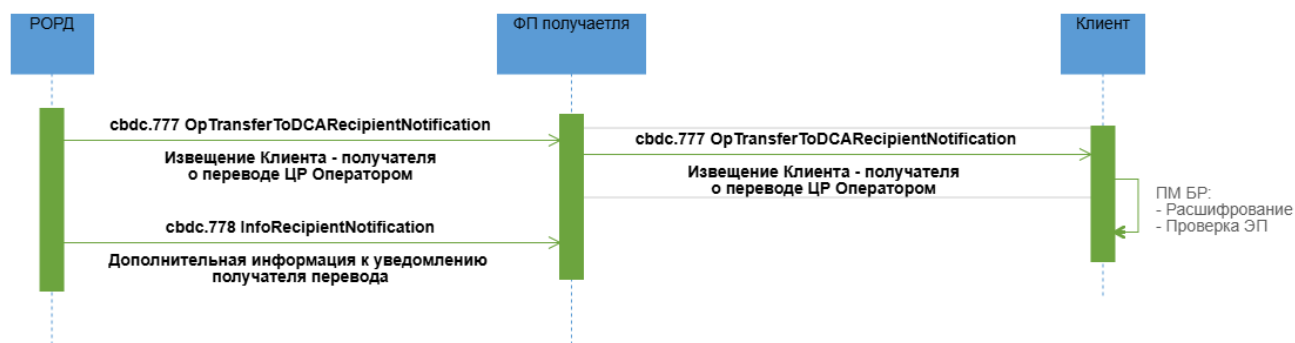 РОРД
ФП получаетля
Клиент
cbdc.777 OpTransferToDCARecipientNotification
Извещение Клиента - получателя
о переводе ЦР Оператором
cbdc.777 OpTransferToDCARecipientNotification
Извещение Клиента - получателя
о переводе ЦР Оператором
ПМ БР:
- Расшифрование
- Проверка ЭП
cbdc.778 InfoRecipientNotification
Дополнительная информация к уведомлению
получателя перевода